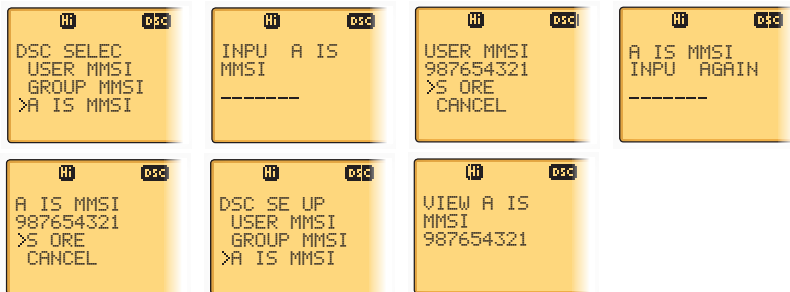 Hi DSC
DSC SELEC
USER MMSI
GROUP MMSI
>A IS MMSI
Hi DSC
INPU A IS
MMSI
_______
Hi DSC
USER MMSI
987654321
>S ORE
CANCEL
Hi DSC
A IS MMSI
INPU AGAIN
_______
Hi DSC
A IS MMSI
987654321
>S ORE
CANCEL
Hi DSC
DSC SE UP
USER MMSI
GROUP MMSI
>A IS MMSI
Hi DSC
VIEW A IS
MMSI
987654321